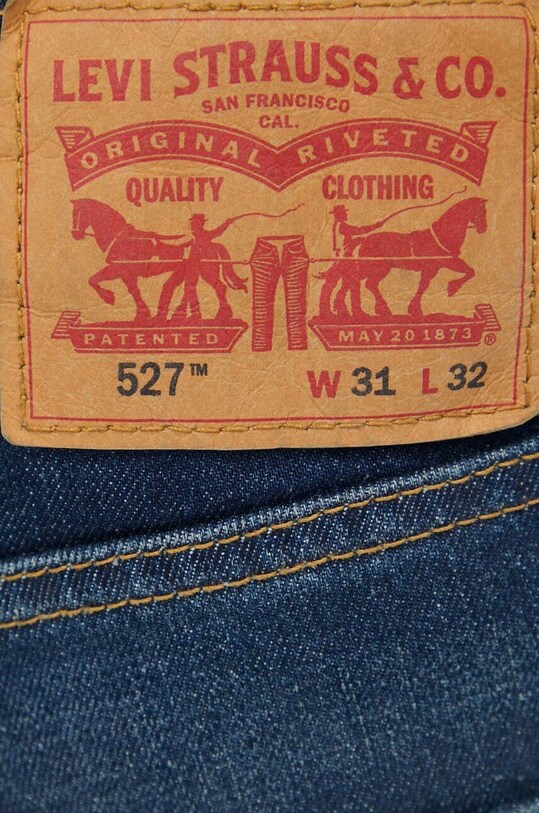 LEVI STRAUSS & CO.
SAN FRANCISCO
CAL.
ORIGINAL RIVETED
QUALITY CLOTHING
PATENTED MAY 20 1873 ®
527™ W 31 L 32